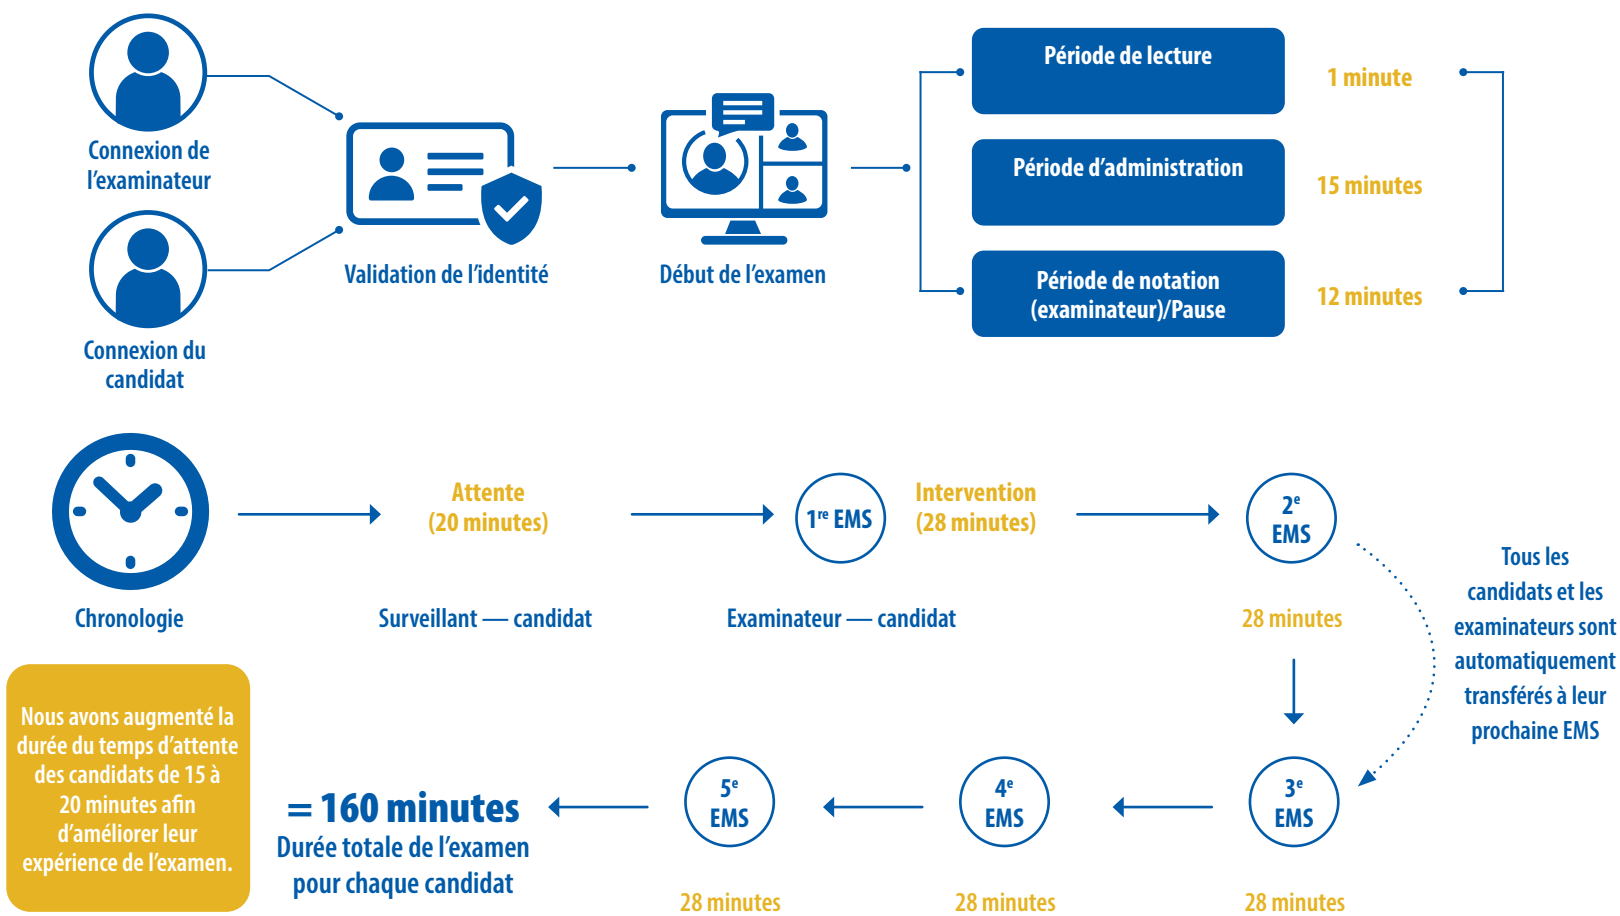 Connexion de
l’examinateur
Connexion du
candidat
Validation de l’identité
Début de l’examen
Période de lecture
1 minute
Période d’administration
15 minutes
Période de notation
(examinateur)/Pause
12 minutes
Chronologie
Attente
(20 minutes)
Surveillant — candidat
1re EMS
Intervention
(28 minutes)
Examinateur — candidat
2e
EMS
28 minutes
Tous les
candidats et les
examinateurs sont
automatiquement
transférés à leur
prochaine EMS
3e
EMS
28 minutes
4e
EMS
28 minutes
5e
EMS
28 minutes
= 160 minutes
Durée totale de l’examen
pour chaque candidat
Nous avons augmenté la
durée du temps d’attente
des candidats de 15 à
20 minutes afin
d’améliorer leur
expérience de l’examen.